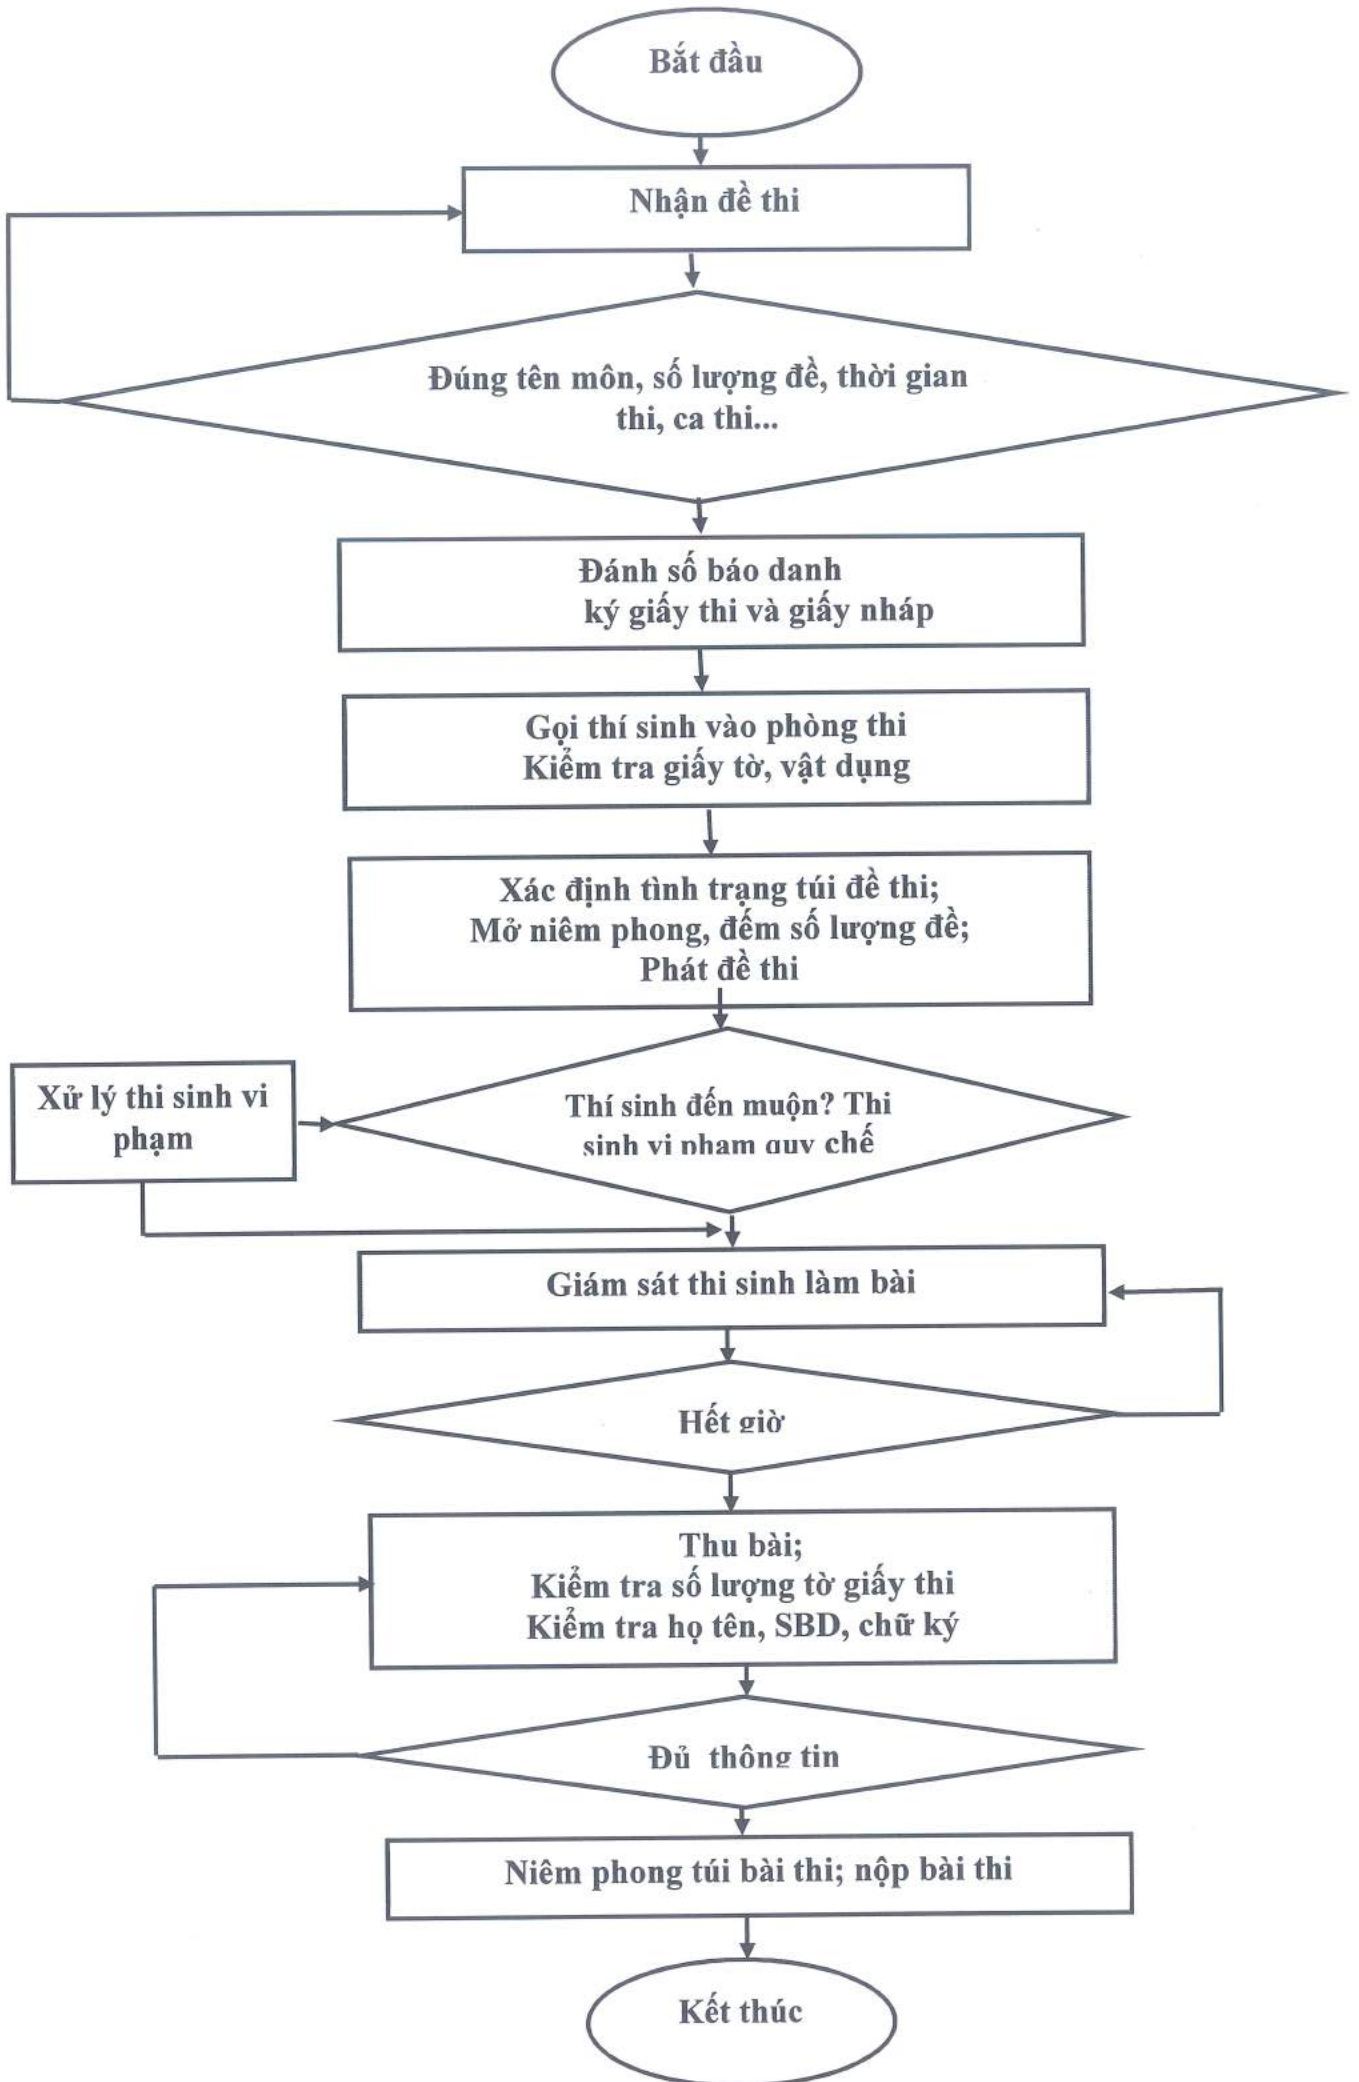 Bắt đầu
Nhận đề thi
Đúng tên môn, số lượng đề, thời gian
thi, ca thi...
Đánh số báo danh
ký giấy thi và giấy nháp
Gọi thí sinh vào phòng thi
Kiểm tra giấy tờ, vật dụng
Xác định tình trạng túi đề thi;
Mở niêm phong, đếm số lượng đề;
Phát đề thi
Xử lý thi sinh vi
phạm
Thí sinh đến muộn? Thi
sinh vi phạm quy chế
Giám sát thi sinh làm bài
Hết giờ
Thu bài;
Kiểm tra số lượng tờ giấy thi
Kiểm tra họ tên, SBD, chữ ký
Đủ thông tin
Niêm phong túi bài thi; nộp bài thi
Kết thúc